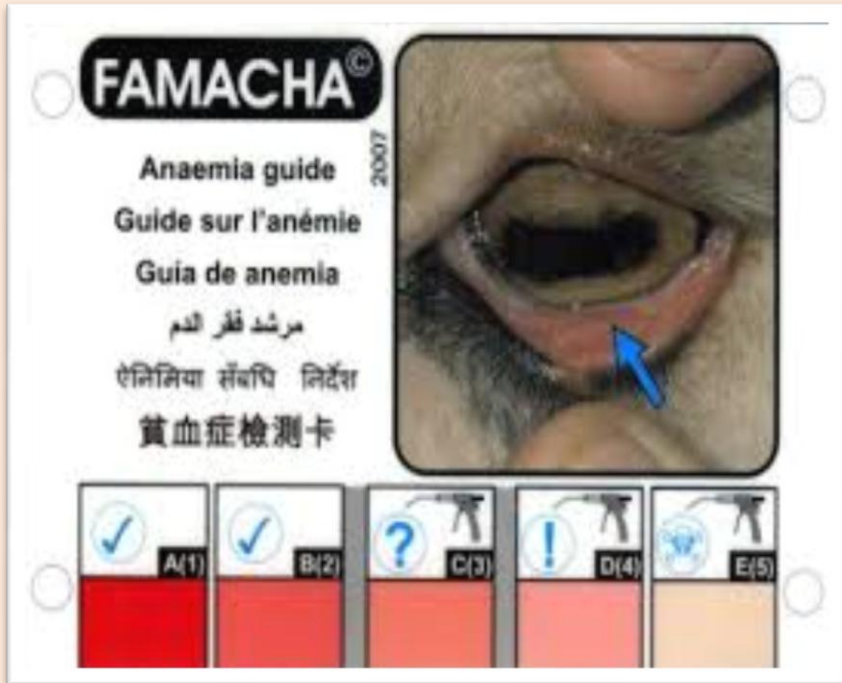 FAMACHA©
2007
Anaemia guide
Guide sur l'anémie
Guia de anemia
مرشد فقر الدم
ऐनिमिया सँबधि निर्देश
貧血症檢測卡
✓ ✓ ? !
A(1) B(2) C(3) D(4) E(5)